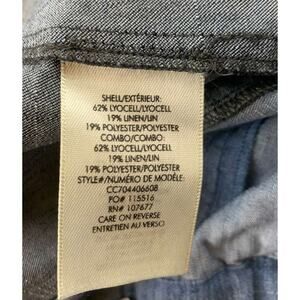 SHELL/EXTÉRIEUR:
62% LYOCELL/LYOCELL
19% LINEN/LIN
19% POLYESTER/POLYESTER
COMBO/COMBO:
62% LYOCELL/LYOCELL
19% LINEN/LIN
19% POLYESTER/POLYESTER
STYLE#/NUMÉRO DE MODÈLE:
CC704406608
PO# 115516
RN# 107677
CARE ON REVERSE
ENTRETIEN AU VERSO